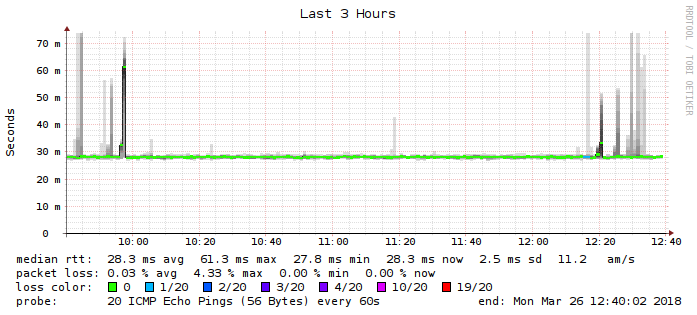 Last 3 Hours
RRDTOOL / TOBI OETIKER
Seconds
70 m
60 m
50 m
40 m
30 m
20 m
10 m
0
10:00 10:20 10:40 11:00 11:20 11:40 12:00 12:20 12:40
median rtt: 28.3 ms avg 61.3 ms max 27.8 ms min 28.3 ms now 2.5 ms sd 11.2 am/s
packet loss: 0.03 % avg 4.33 % max 0.00 % min 0.00 % now
loss color: 0 1/20 2/20 3/20 4/20 10/20 19/20
probe: 20 ICMP Echo Pings (56 Bytes) every 60s end: Mon Mar 26 12:40:02 2018